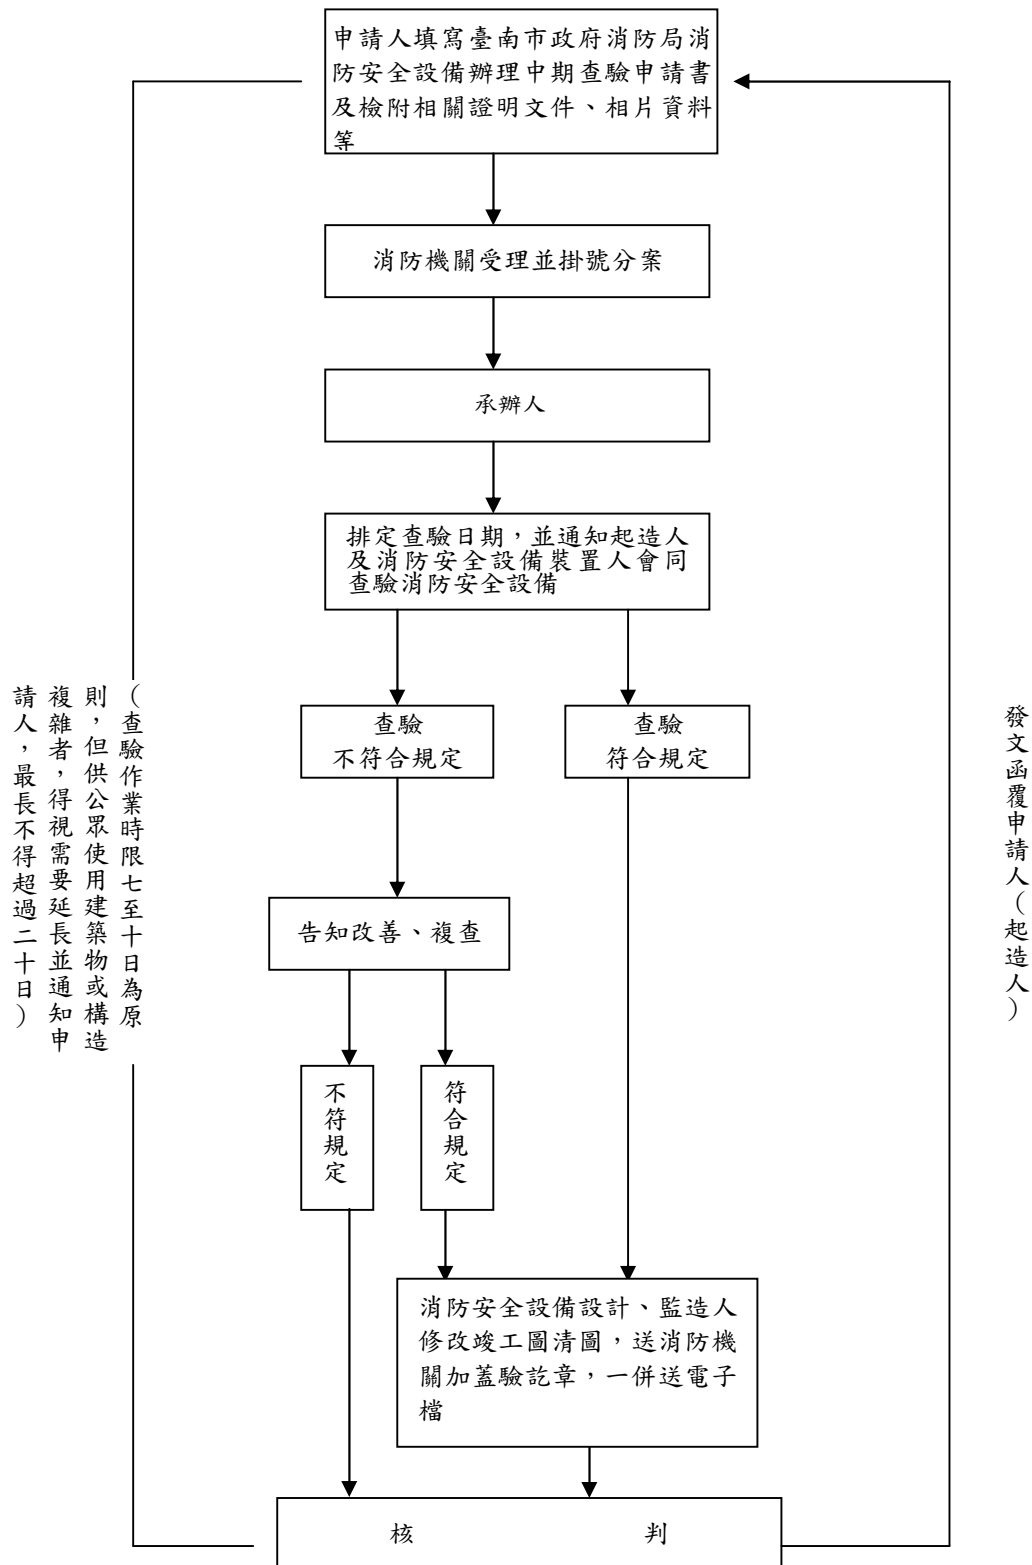 申請人填寫臺南市政府消防局消
防安全設備辦理中期查驗申請書
及檢附相關證明文件、相片資料
等
消防機關受理並掛號分案
承辦人
排定查驗日期，並通知起造人
及消防安全設備裝置人會同
查驗消防安全設備
查驗
不符合規定
查驗
符合規定
告知改善、複查
不符規定
符合規定
消防安全設備設計、監造人
修改竣工圖清圖，送消防機
關加蓋驗訖章，一併送電子
檔
核 判
（查驗作業時限七至十日為原
則，但供公眾使用建築物或構造
複雜者，得視需要延長並通知申
請人，最長不得超過二十日）
發文函覆申請人（起造人）